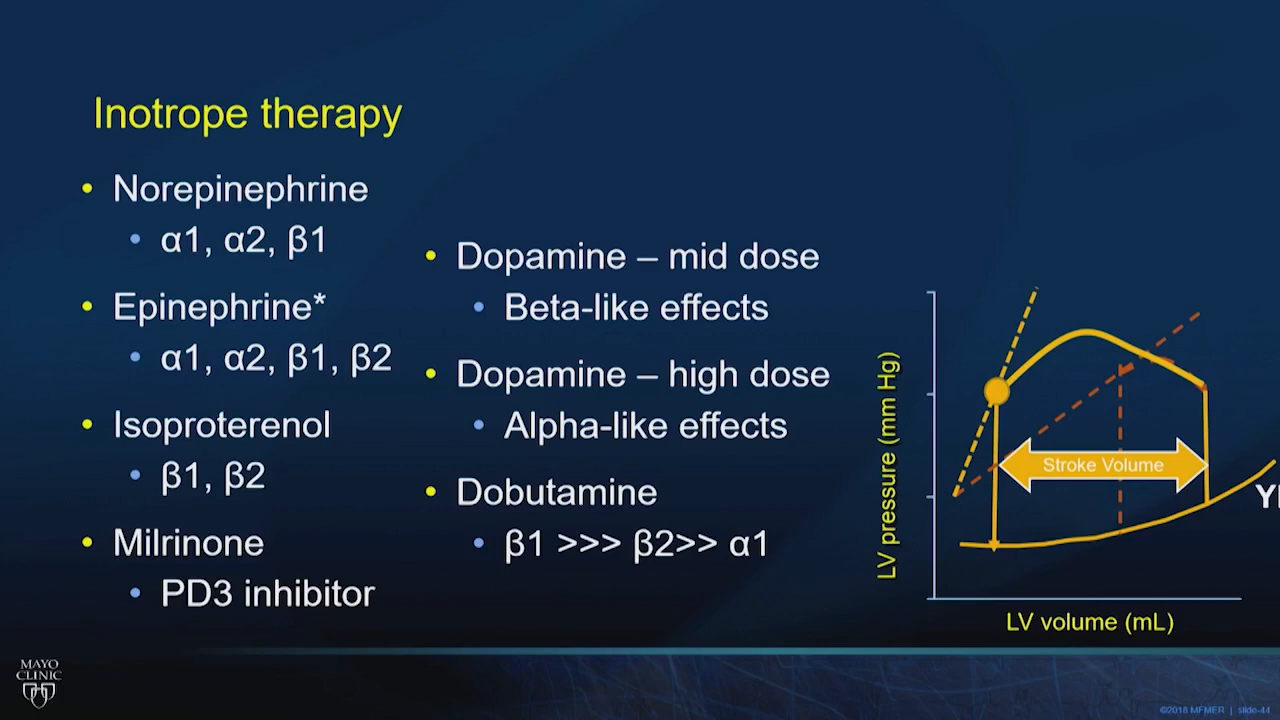 Inotrope therapy
• Norepinephrine
• α1, α2, β1
• Epinephrine*
• α1, α2, β1, β2
• Isoproterenol
• β1, β2
• Milrinone
• PD3 inhibitor
• Dopamine – mid dose
• Beta-like effects
• Dopamine – high dose
• Alpha-like effects
• Dobutamine
• β1 >>> β2>> α1
LV pressure (mm Hg)
Stroke Volume
LV volume (mL)
MAYO
CLINIC
©2018 MFMER | slide-44